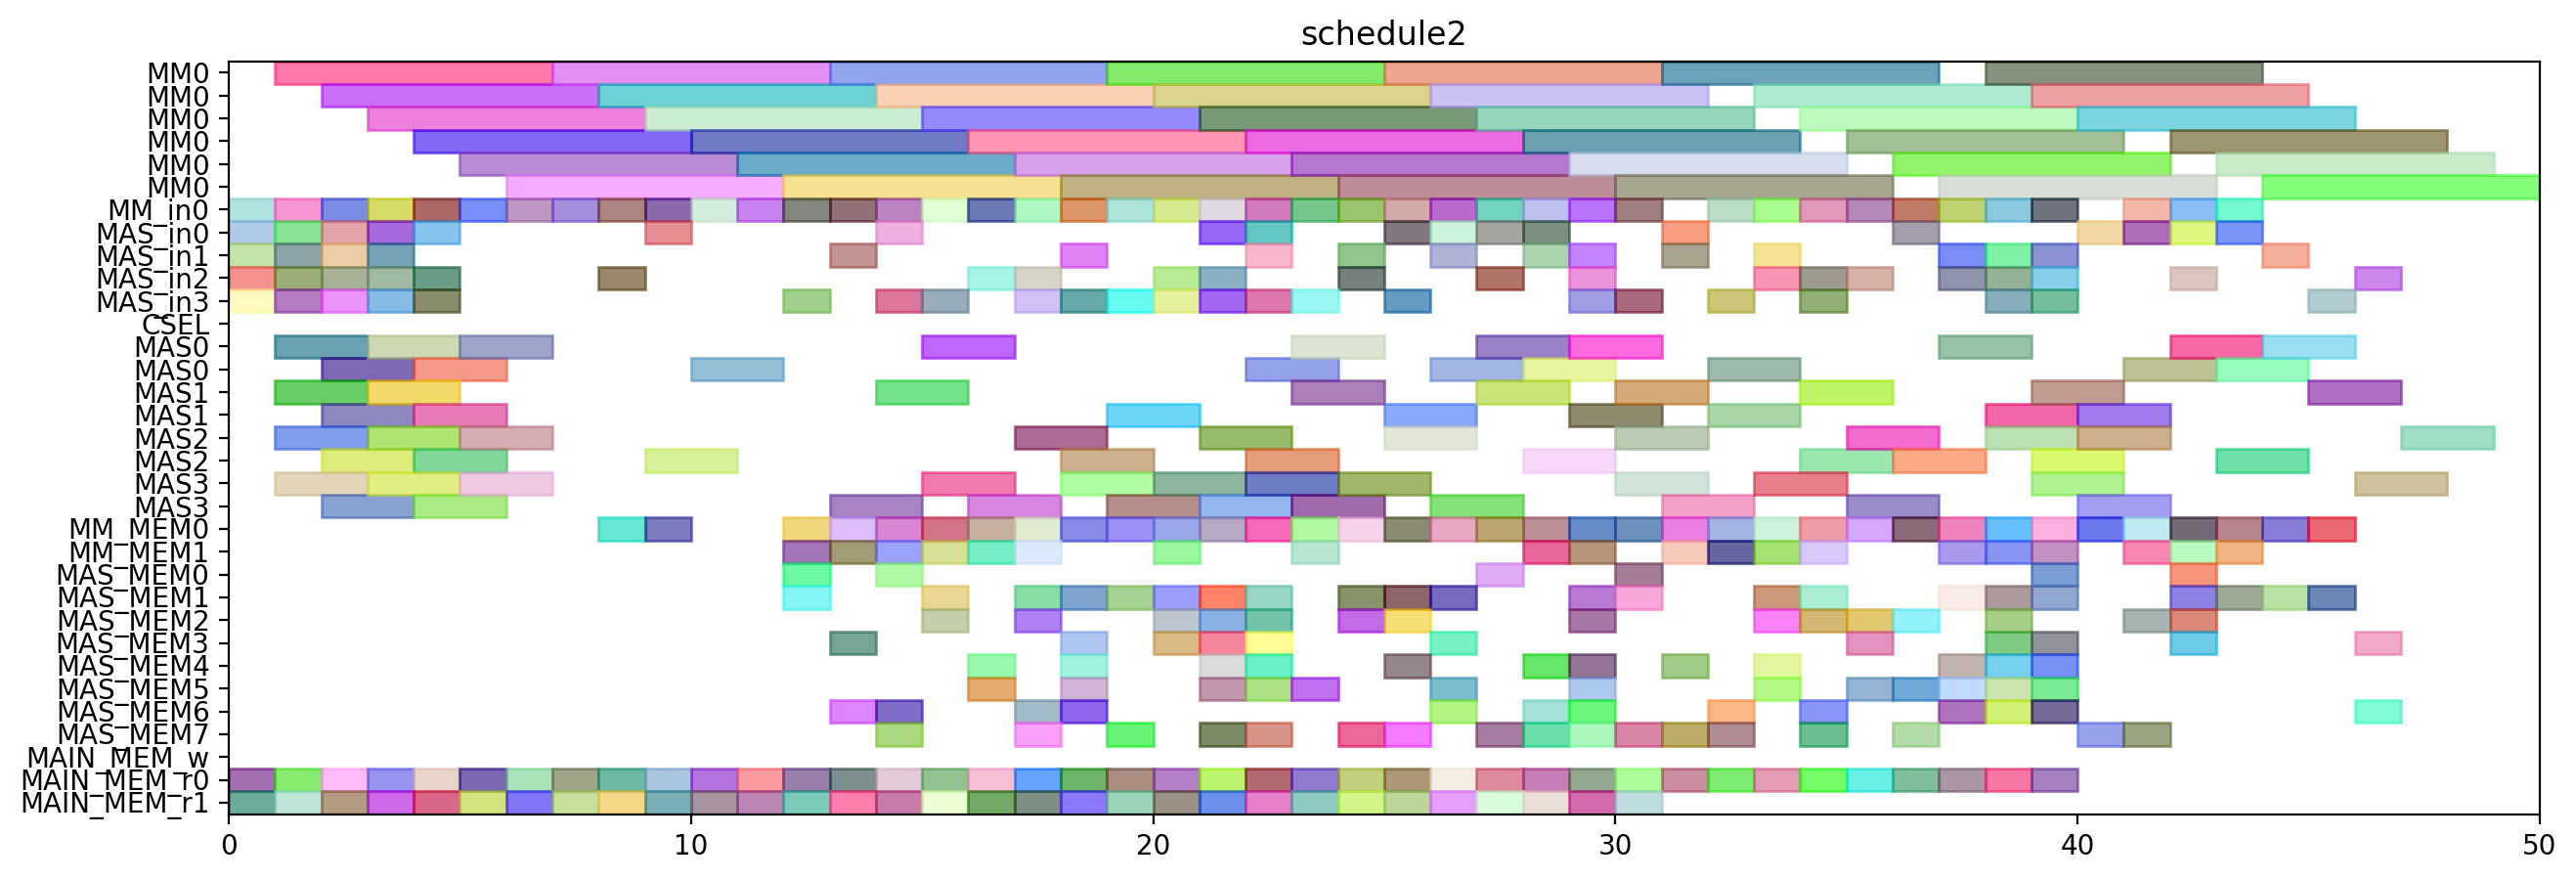 schedule2
MM0
MM0
MM0
MM0
MM0
MM0
MM_in0
MAS_in0
MAS_in1
MAS_in2
MAS_in3
CSEL
MAS0
MAS0
MAS1
MAS1
MAS2
MAS2
MAS3
MAS3
MM_MEM0
MM_MEM1
MAS_MEM0
MAS_MEM1
MAS_MEM2
MAS_MEM3
MAS_MEM4
MAS_MEM5
MAS_MEM6
MAS_MEM7
MAIN_MEM_w
MAIN_MEM_r0
MAIN_MEM_r1
0 10 20 30 40 50